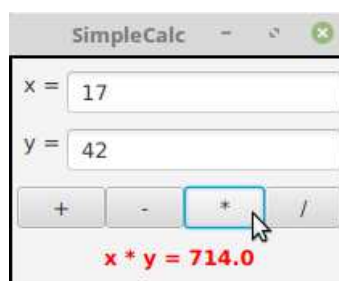 SimpleCalc
x = 17
y = 42
+ - * /
x * y = 714.0